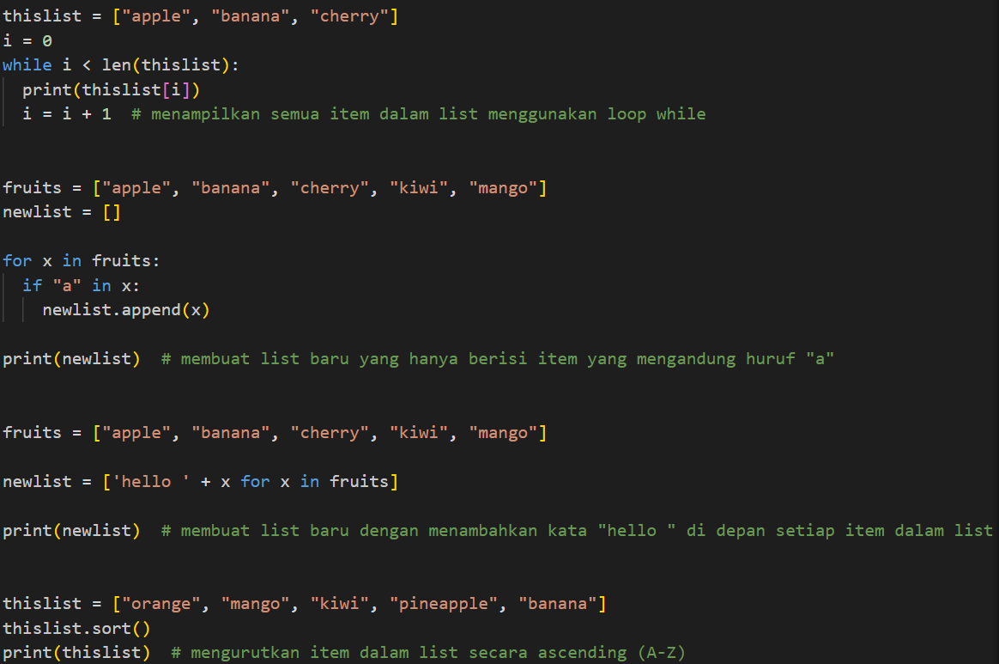 thislist = ["apple", "banana", "cherry"]
i = 0
while i < len(thislist):
  print(thislist[i])
  i = i + 1  # menampilkan semua item dalam list menggunakan loop while
fruits = ["apple", "banana", "cherry", "kiwi", "mango"]
newlist = []
for x in fruits:
  if "a" in x:
    newlist.append(x)
print(newlist)  # membuat list baru yang hanya berisi item yang mengandung huruf "a"
fruits = ["apple", "banana", "cherry", "kiwi", "mango"]
newlist = ['hello ' + x for x in fruits]
print(newlist)  # membuat list baru dengan menambahkan kata "hello " di depan setiap item dalam list
thislist = ["orange", "mango", "kiwi", "pineapple", "banana"]
thislist.sort()
print(thislist)  # mengurutkan item dalam list secara ascending (A-Z)